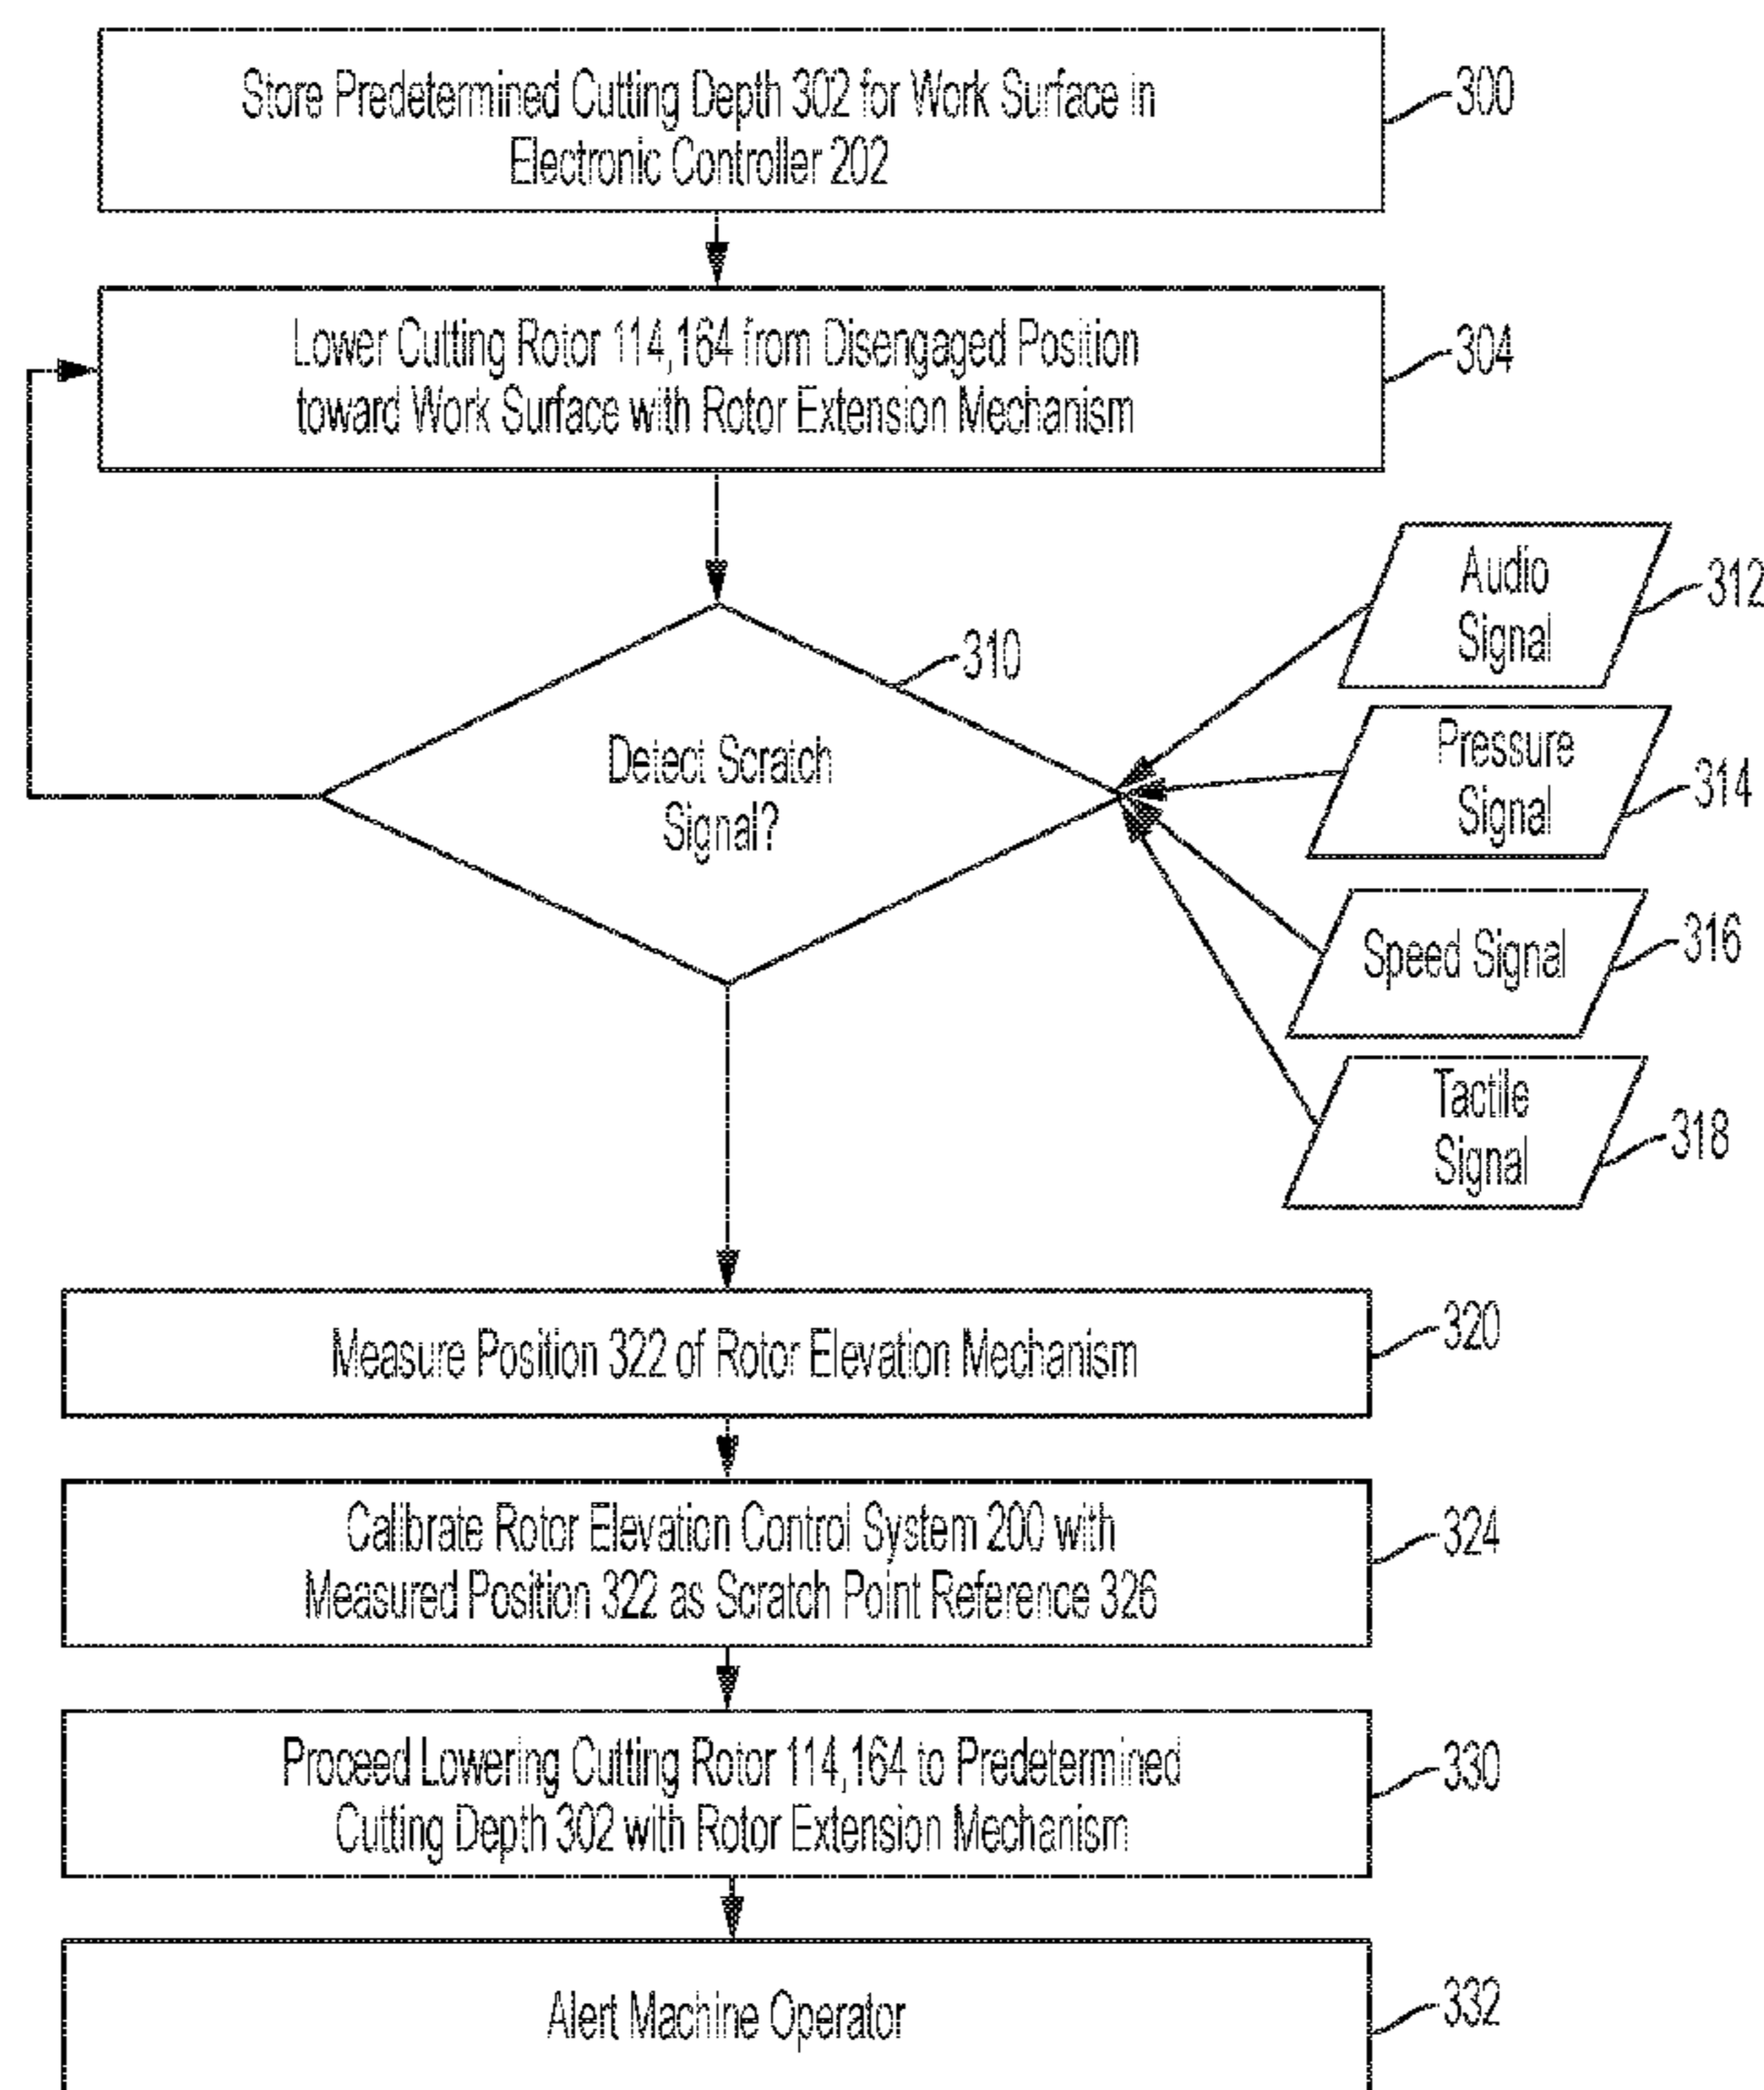 Store Predetermined Cutting Depth 302 for Work Surface in
Electronic Controller 202
300
Lower Cutting Rotor 114,164 from Disengaged Position
toward Work Surface with Rotor Extension Mechanism
304
Audio
Signal
312
310
Detect Scratch
Signal?
Pressure
Signal
314
Speed Signal
316
Tactile
Signal
318
Measure Position 322 of Rotor Elevation Mechanism
320
Calibrate Rotor Elevation Control System 200 with
Measured Position 322 as Scratch Point Reference 326
324
Proceed Lowering Cutting Rotor 114,164 to Predetermined
Cutting Depth 302 with Rotor Extension Mechanism
330
Alert Machine Operator
332